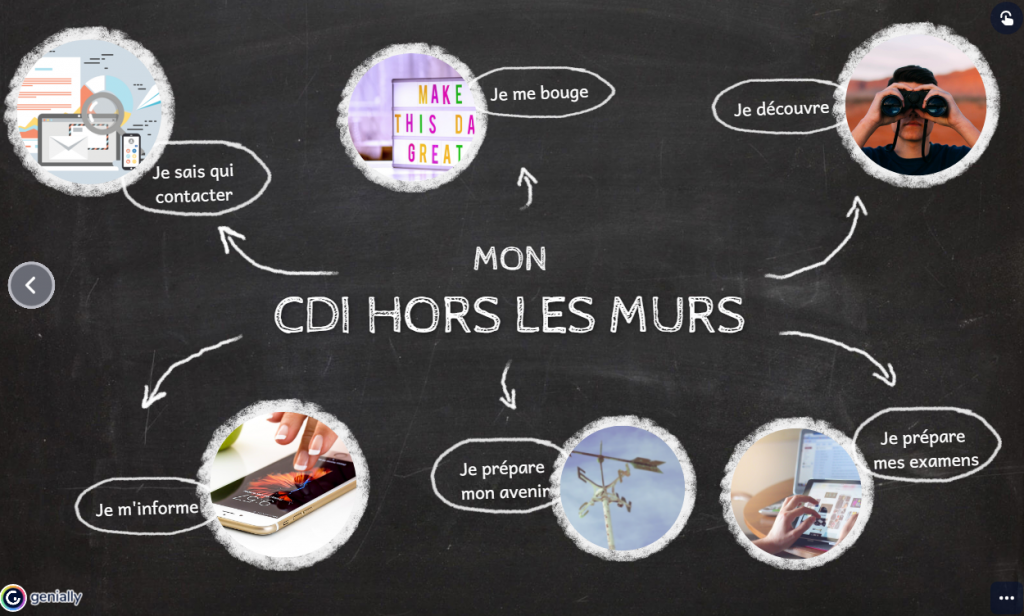 MAKE
THIS DA
GREAT
Je me bouge
Je découvre
Je sais qui
contacter
MON
CDI HORS LES MURS
Je m'informe
Je prépare
mon avenir
Je prépare
mes examens
genially